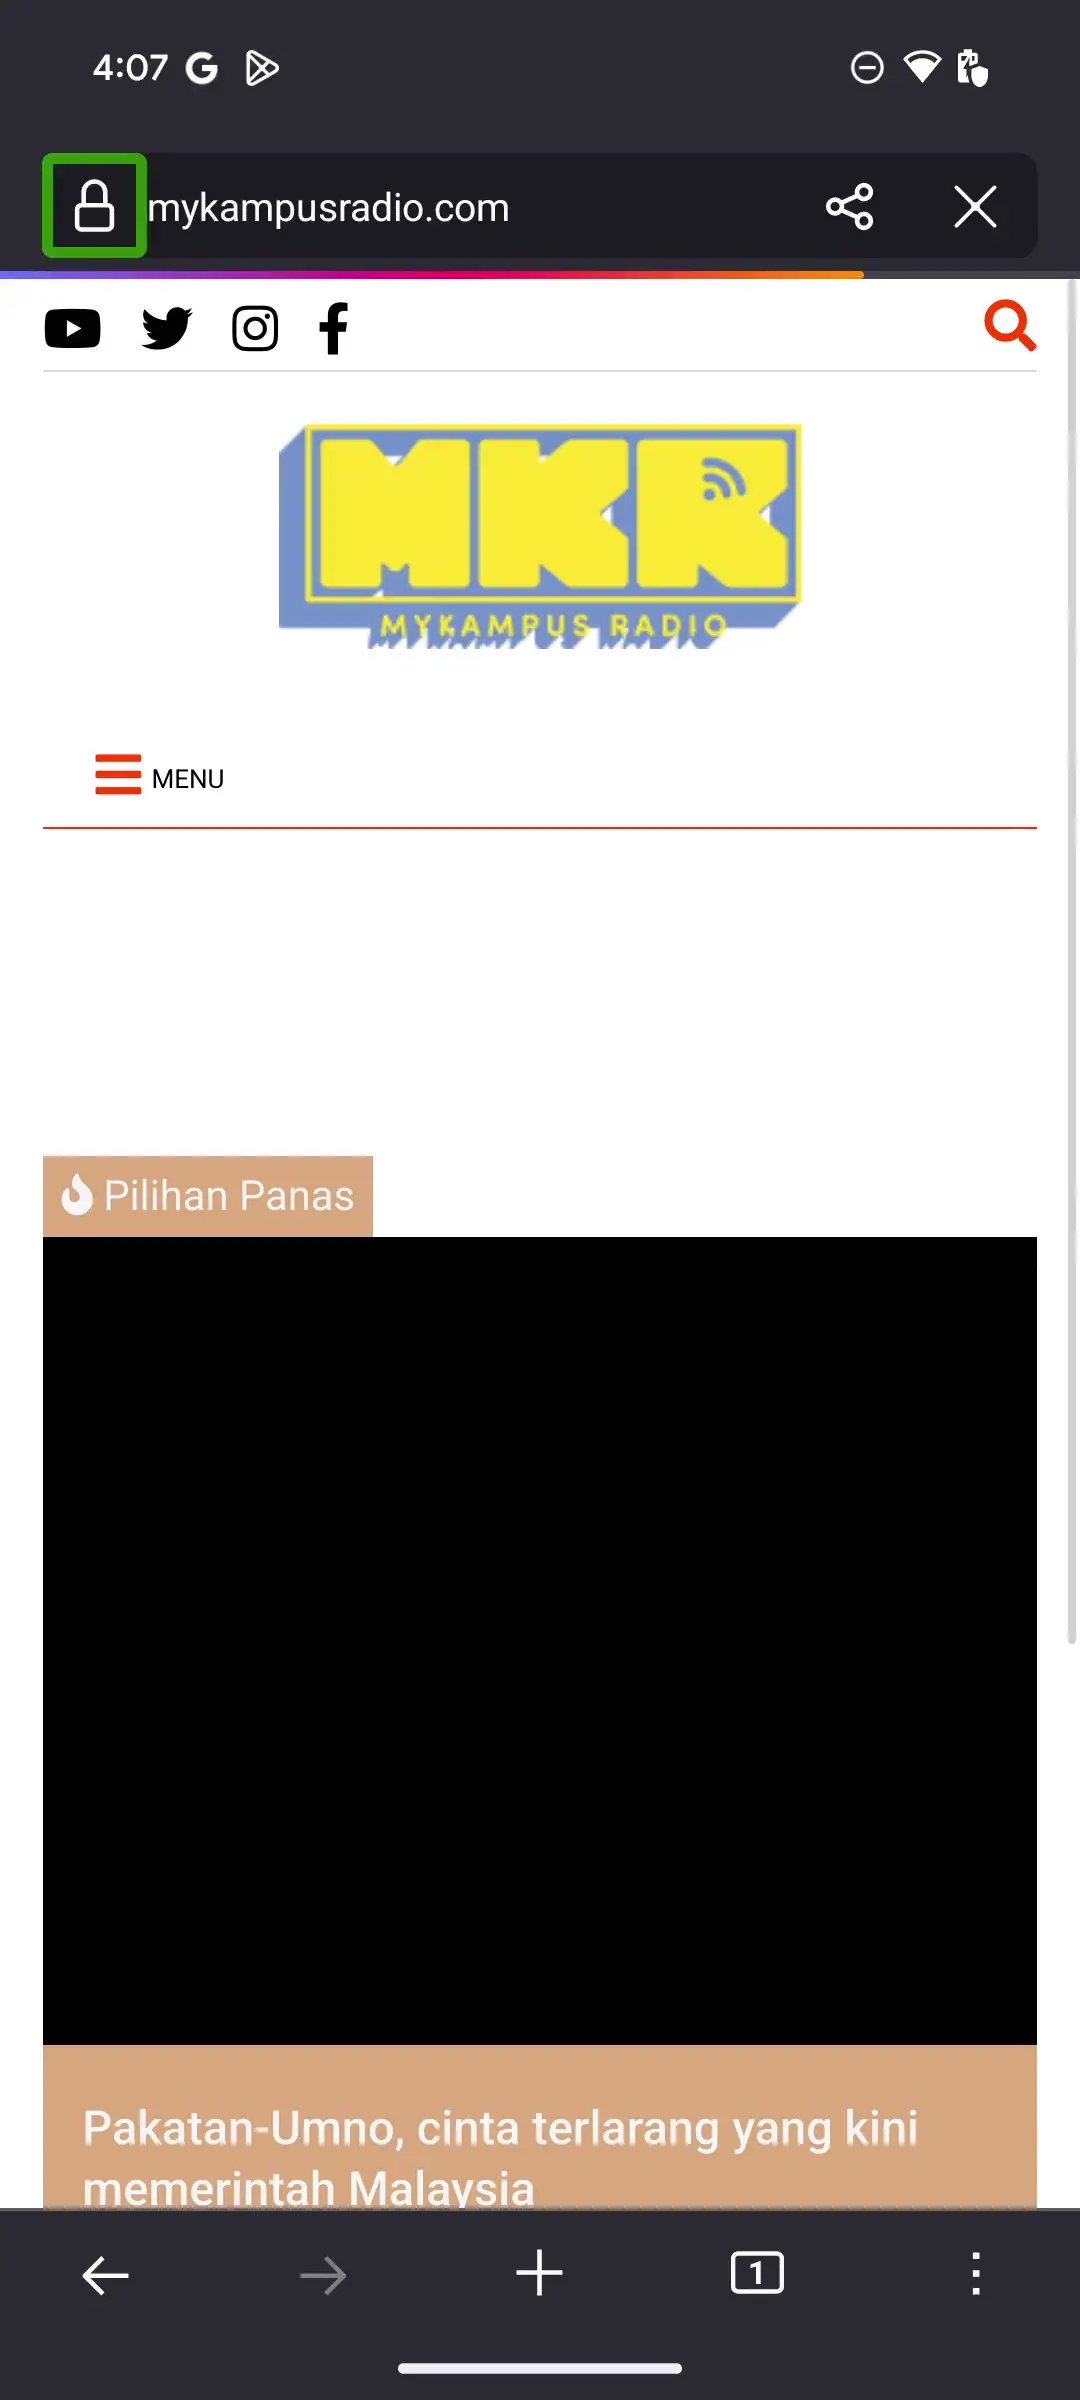 4:07
mykampusradio.com
MKR
MYKAMPUS RADIO
MENU
Pilihan Panas
Pakatan-Umno, cinta terlarang yang kini
memerintah Malaysia
1